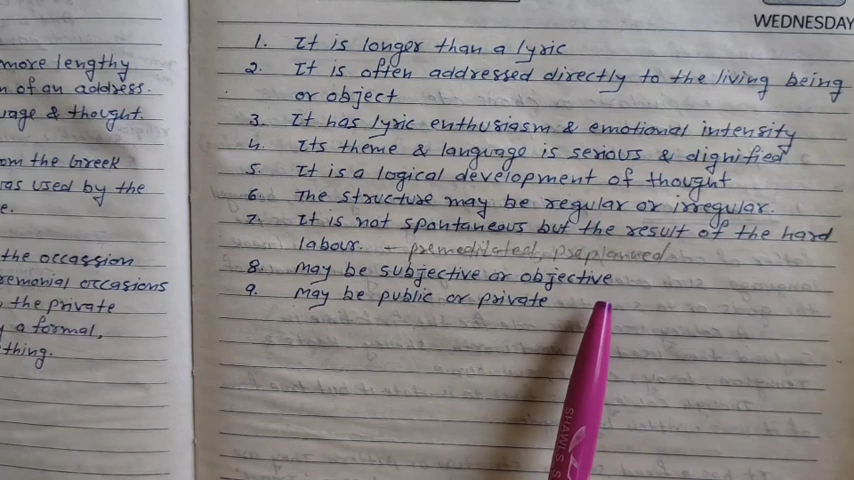 more lengthy
n of an address.
uage & thought.
om the Greek
as used by the
e.
the occassion
remonial occasions
the private
y a formal,
thing.
WEDNESDAY
1. It is longer than a lyric
2. It is often addressed directly to the living being
or object
3. It has lyric enthusiasm & emotional intensity
4. Its theme & language is serious & dignified
5. It is a logical development of thought
6. The structure may be regular or irregular.
7. It is not spontaneous but the result of the hard
labour. - premeditated, preplanned
8. may be subjective or objective
9. may be public or private
SHAWLS